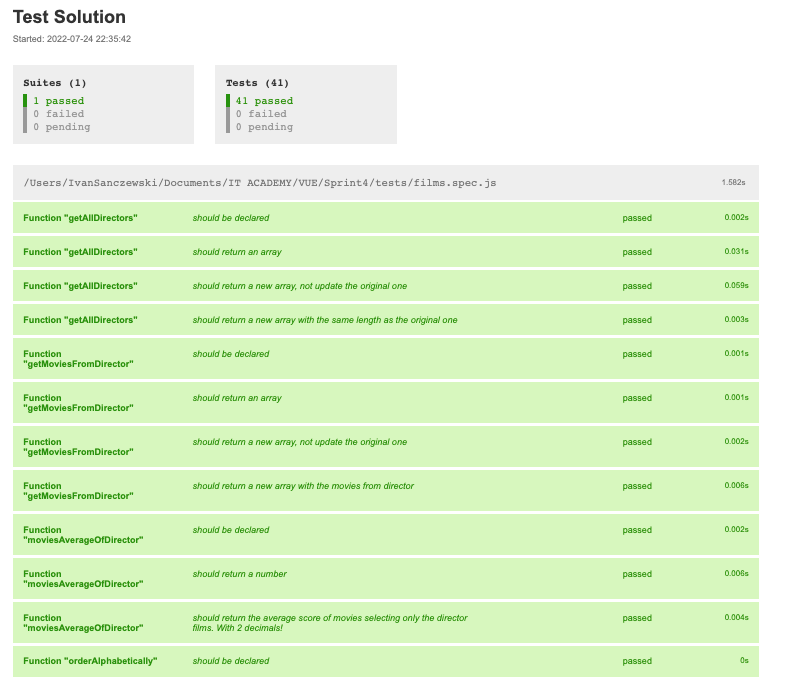 Test Solution
Started: 2022-07-24 22:35:42
Suites (1)
1 passed
0 failed
0 pending
Tests (41)
41 passed
0 failed
0 pending
/Users/IvanSanczewski/Documents/IT ACADEMY/VUE/Sprint4/tests/films.spec.js 1.582s
Function "getAllDirectors" should be declared passed 0.002s
Function "getAllDirectors" should return an array passed 0.031s
Function "getAllDirectors" should return a new array, not update the original one passed 0.059s
Function "getAllDirectors" should return a new array with the same length as the original one passed 0.003s
Function should be declared passed 0.001s
"getMoviesFromDirector"
Function should return an array passed 0.001s
"getMoviesFromDirector"
Function should return a new array, not update the original one passed 0.002s
"getMoviesFromDirector"
Function should return a new array with the movies from director passed 0.006s
"getMoviesFromDirector"
Function should be declared passed 0.002s
"moviesAverageOfDirector"
Function should return a number passed 0.006s
"moviesAverageOfDirector"
Function should return the average score of movies selecting only the director passed 0.004s
"moviesAverageOfDirector" films. With 2 decimals!
Function "orderAlphabetically" should be declared passed 0s